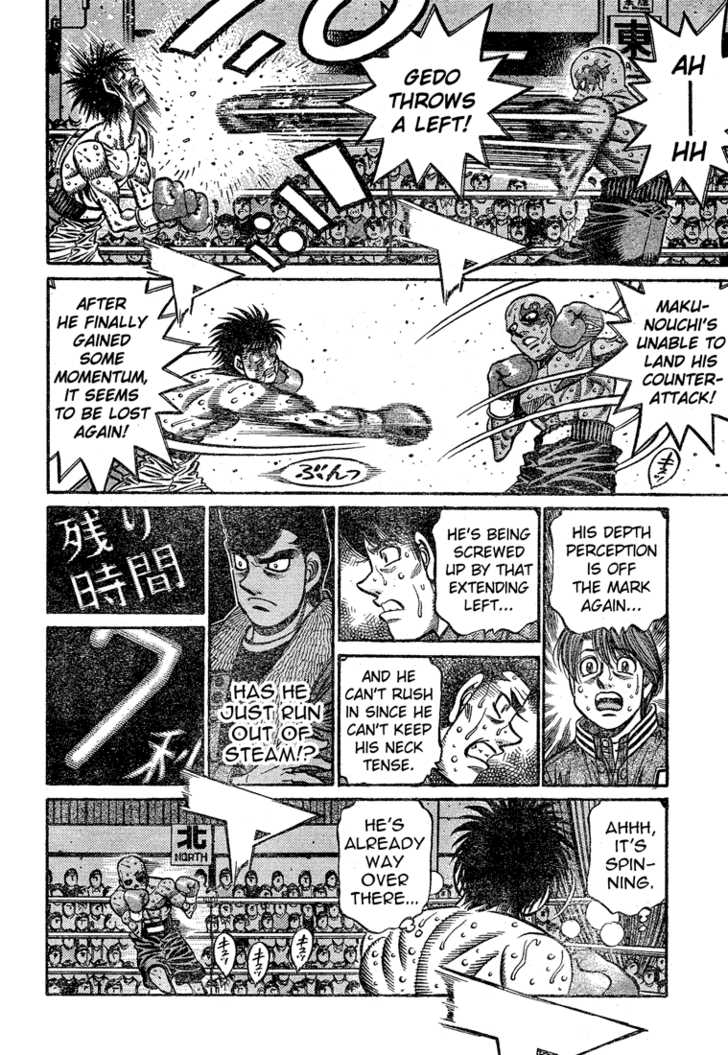 AH
—
HH
GEDO
THROWS
A LEFT!
東
MAKU-
NOUCHI'S
UNABLE TO
LAND HIS
COUNTER-
ATTACK!
AFTER
HE FINALLY
GAINED
SOME
MOMENTUM,
IT SEEMS
TO BE LOST
AGAIN!
ぶんっ
HIS DEPTH
PERCEPTION
IS OFF
THE MARK
AGAIN...
HE'S BEING
SCREWED
UP BY THAT
EXTENDING
LEFT...
AND HE
CAN'T RUSH
IN SINCE HE
CAN'T KEEP
HIS NECK
TENSE.
HAS HE
JUST RUN
OUT OF
STEAM!?
残り
時間
7
秒
AHHH,
IT'S
SPIN-
NING.
HE'S
ALREADY
WAY
OVER
THERE...
北
NORTH